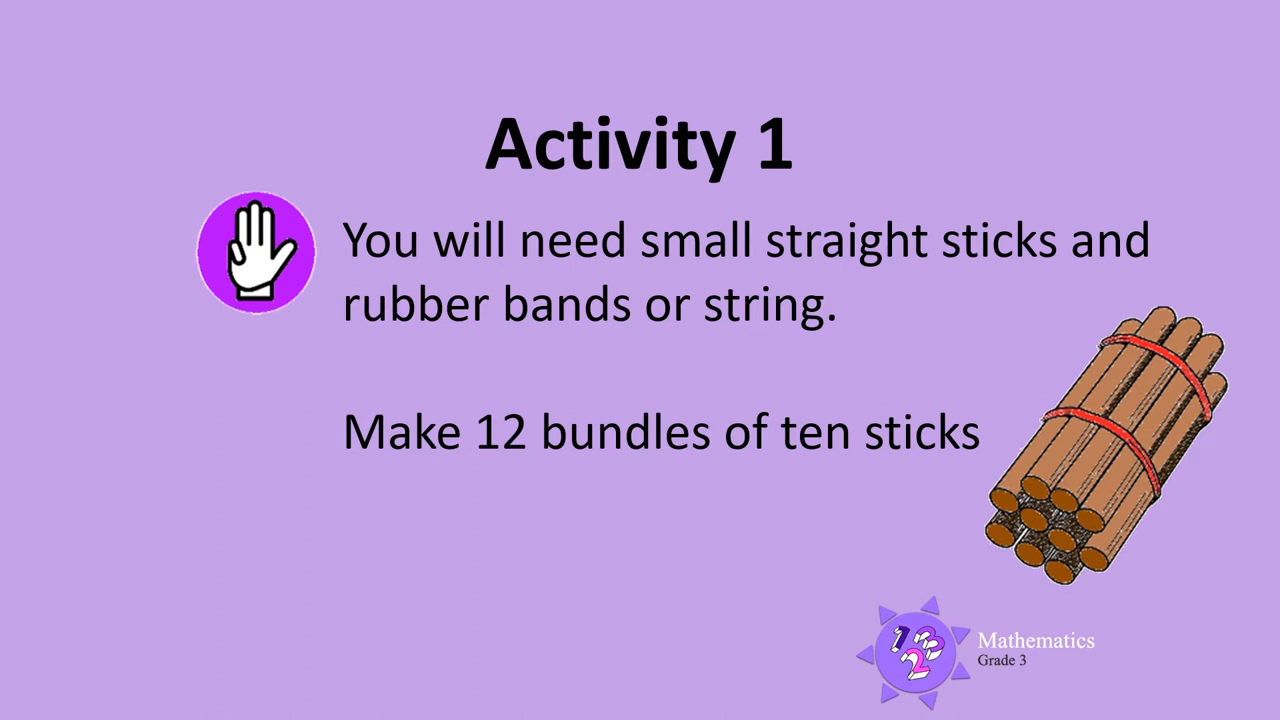 Activity 1
You will need small straight sticks and
rubber bands or string.
Make 12 bundles of ten sticks
123
Mathematics
Grade 3